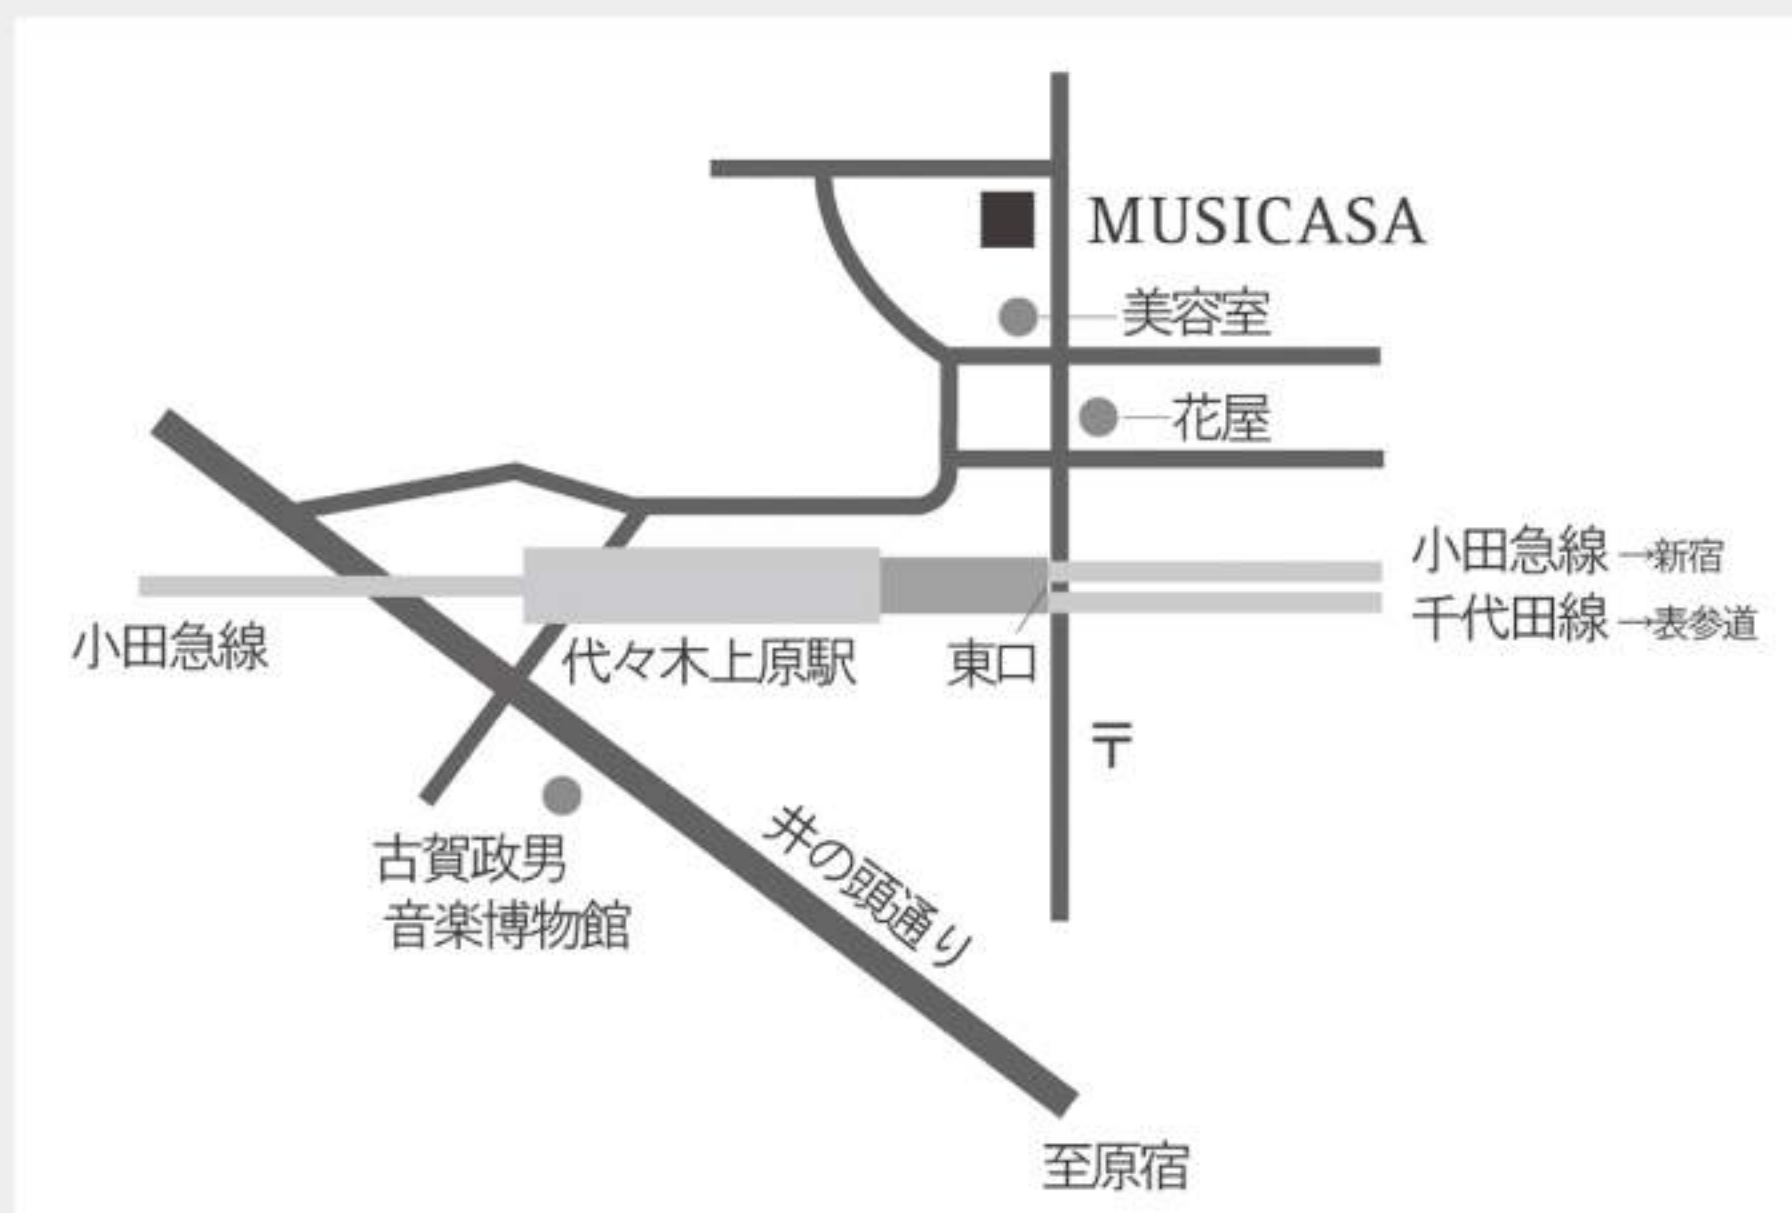 MUSICASA
美容室
花屋
小田急線→新宿
千代田線→表参道
小田急線
代々木上原駅
東口
〒
古賀政男
音楽博物館
井の頭通り
至原宿